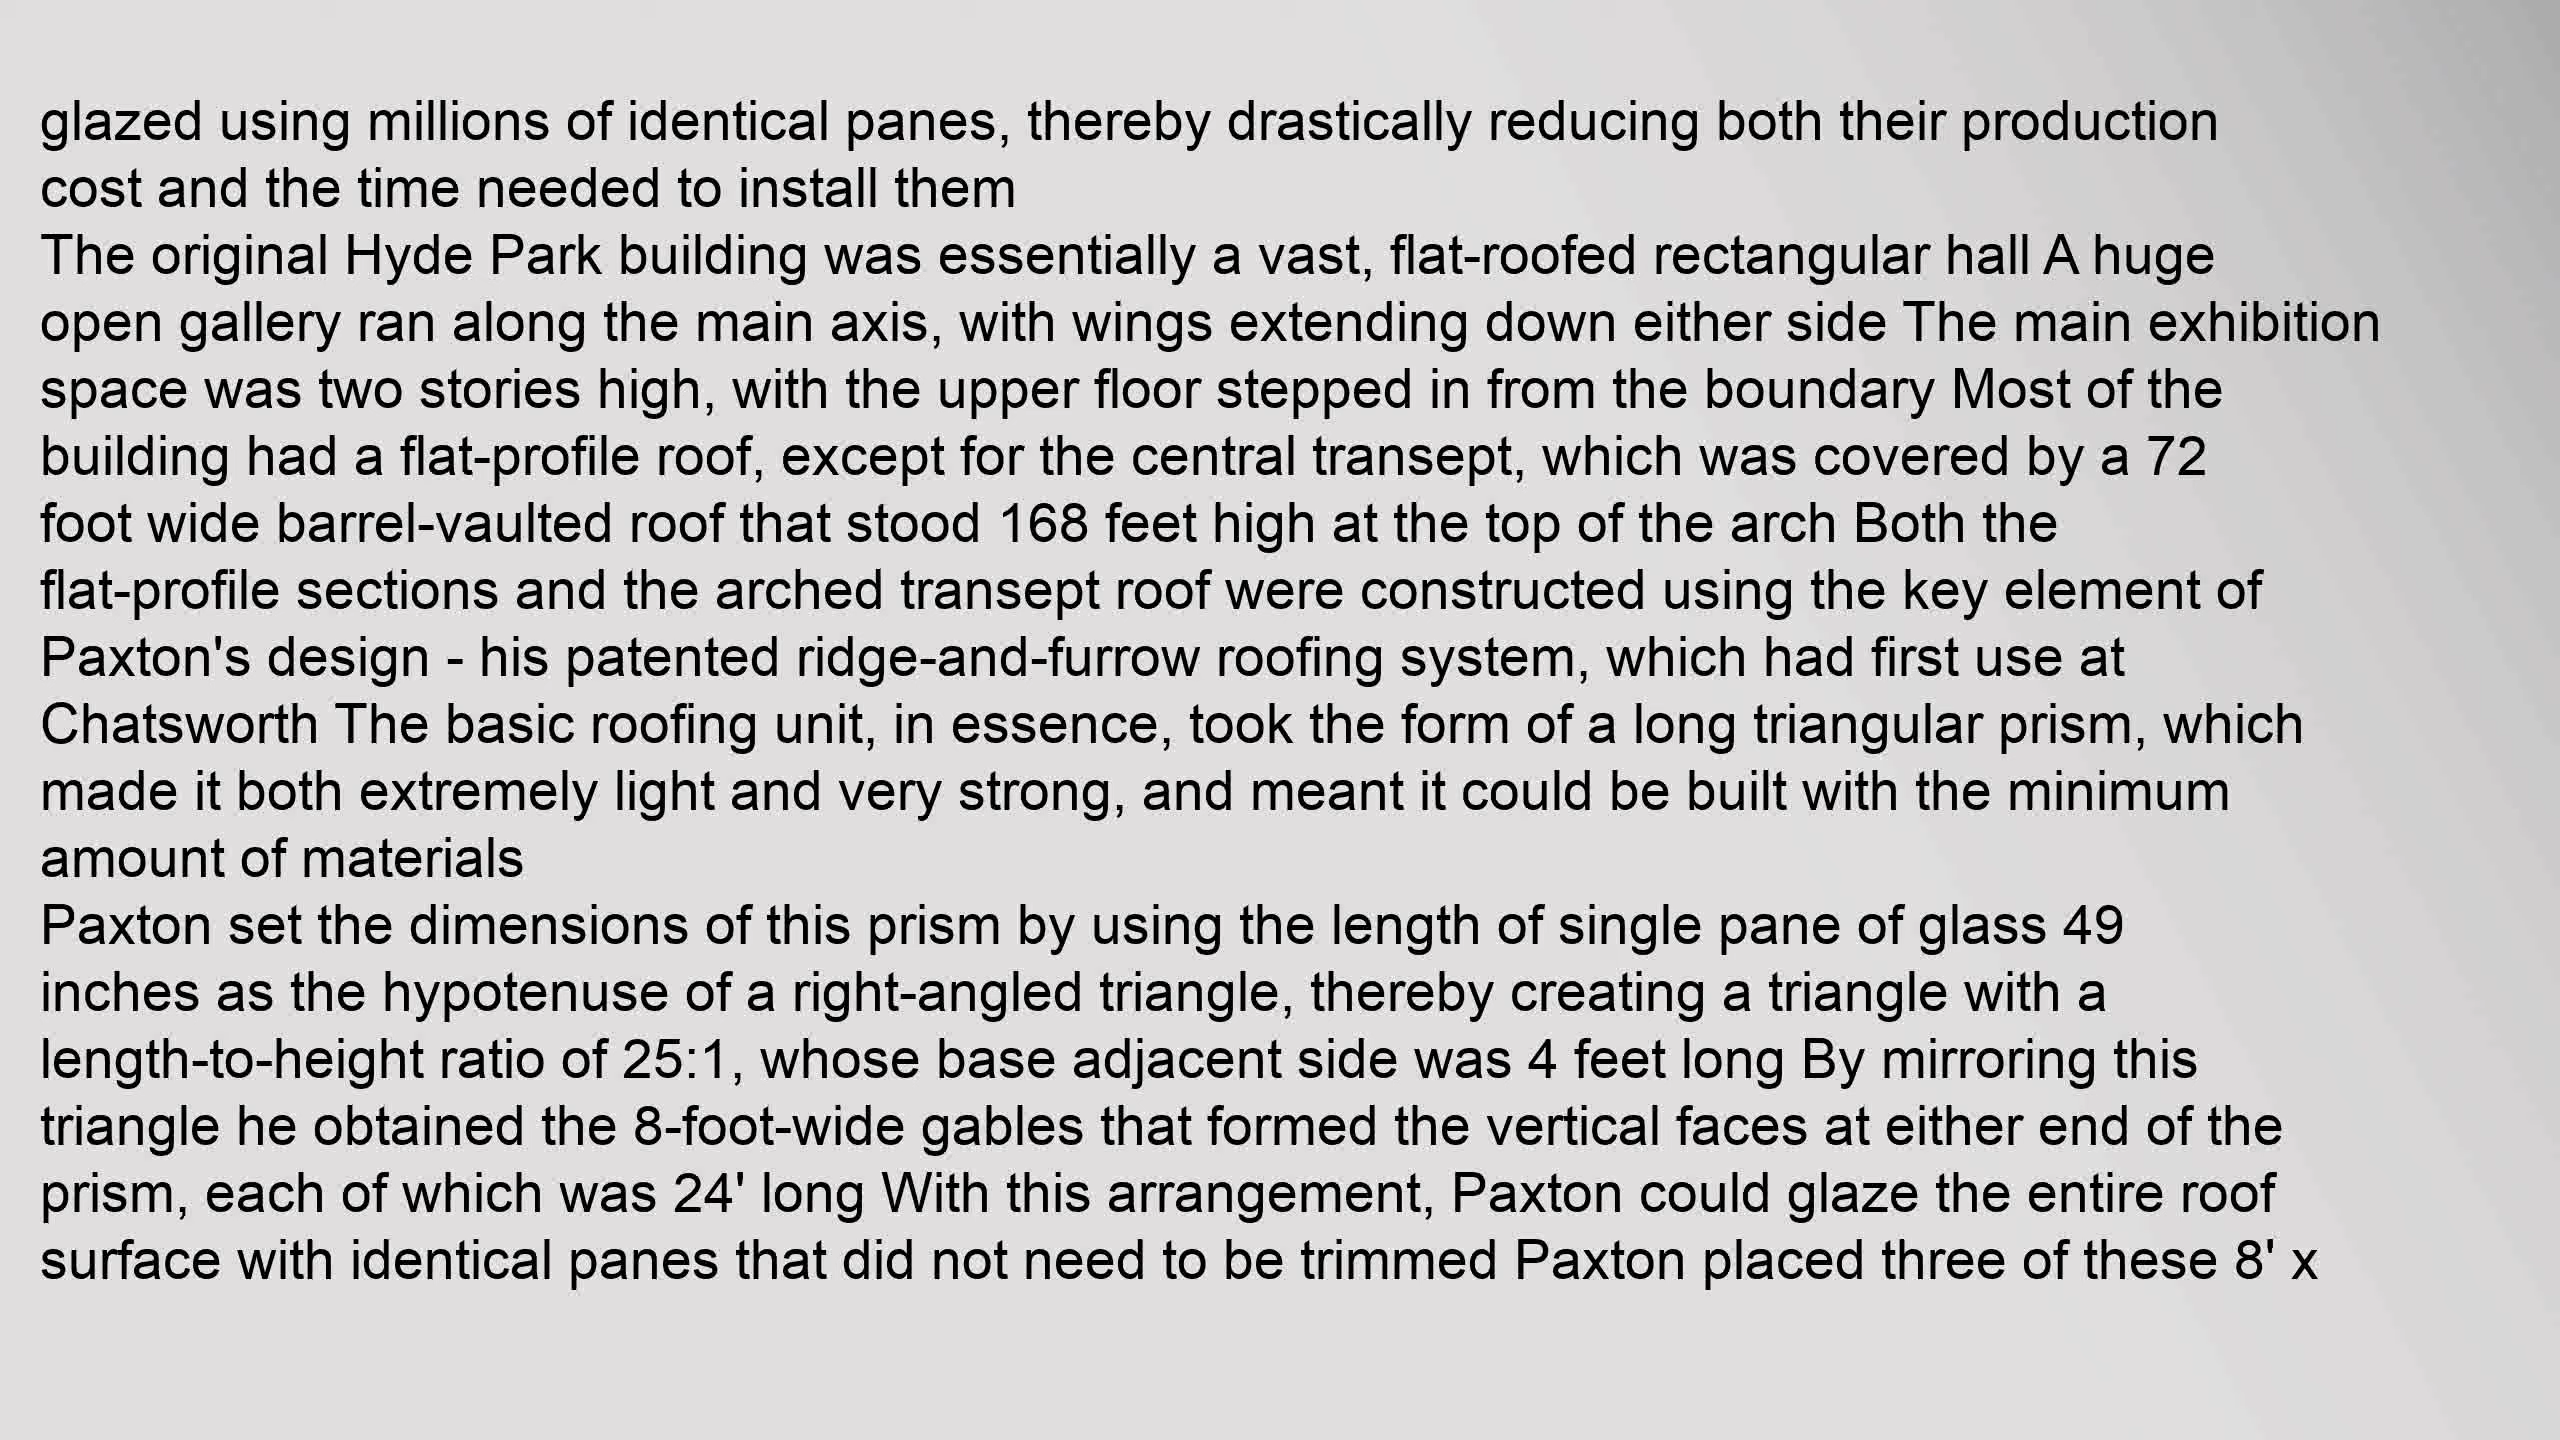 glazed using millions of identical panes, thereby drastically reducing both their production
cost and the time needed to install them
The original Hyde Park building was essentially a vast, flat-roofed rectangular hall A huge
open gallery ran along the main axis, with wings extending down either side The main exhibition
space was two stories high, with the upper floor stepped in from the boundary Most of the
building had a flat-profile roof, except for the central transept, which was covered by a 72
foot wide barrel-vaulted roof that stood 168 feet high at the top of the arch Both the
flat-profile sections and the arched transept roof were constructed using the key element of
Paxton's design - his patented ridge-and-furrow roofing system, which had first use at
Chatsworth The basic roofing unit, in essence, took the form of a long triangular prism, which
made it both extremely light and very strong, and meant it could be built with the minimum
amount of materials
Paxton set the dimensions of this prism by using the length of single pane of glass 49
inches as the hypotenuse of a right-angled triangle, thereby creating a triangle with a
length-to-height ratio of 25:1, whose base adjacent side was 4 feet long By mirroring this
triangle he obtained the 8-foot-wide gables that formed the vertical faces at either end of the
prism, each of which was 24' long With this arrangement, Paxton could glaze the entire roof
surface with identical panes that did not need to be trimmed Paxton placed three of these 8' x